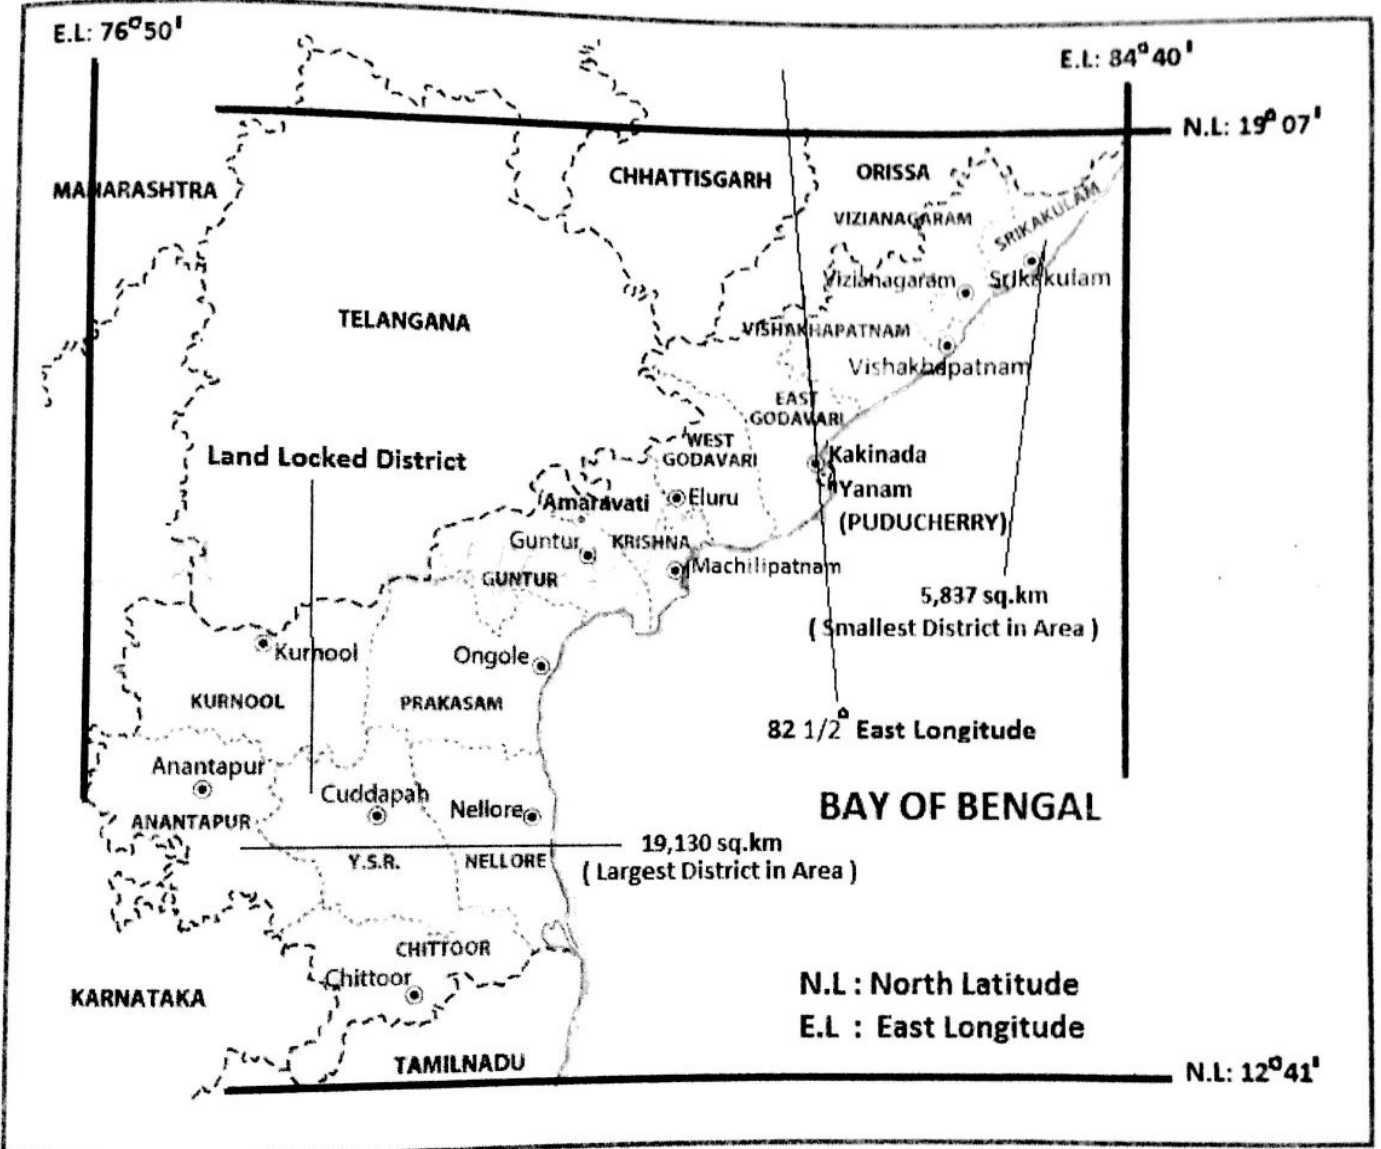 E.L: 76°50'
E.L: 84°40'
N.L: 19°07'
MAHARASHTRA
CHHATTISGARH
ORISSA
VIZIANAGARAM
SRIKAKULAM
Vizianagaram
Srikakulam
TELANGANA
VISHAKHAPATNAM
Vishakhapatnam
EAST
GODAVARI
WEST
GODAVARI
Land Locked District
Kakinada
Yanam
(PUDUCHERRY)
Amaravati
Eluru
Guntur
KRISHNA
Machilipatnam
GUNTUR
5,837 sq.km
( Smallest District in Area )
Kurnool
Ongole
KURNOOL
PRAKASAM
82 1/2° East Longitude
Anantapur
Cuddapah
Nellore
BAY OF BENGAL
ANANTAPUR
Y.S.R.
NELLORE
19,130 sq.km
( Largest District in Area )
CHITTOOR
Chittoor
KARNATAKA
N.L : North Latitude
E.L : East Longitude
TAMILNADU
N.L: 12°41'